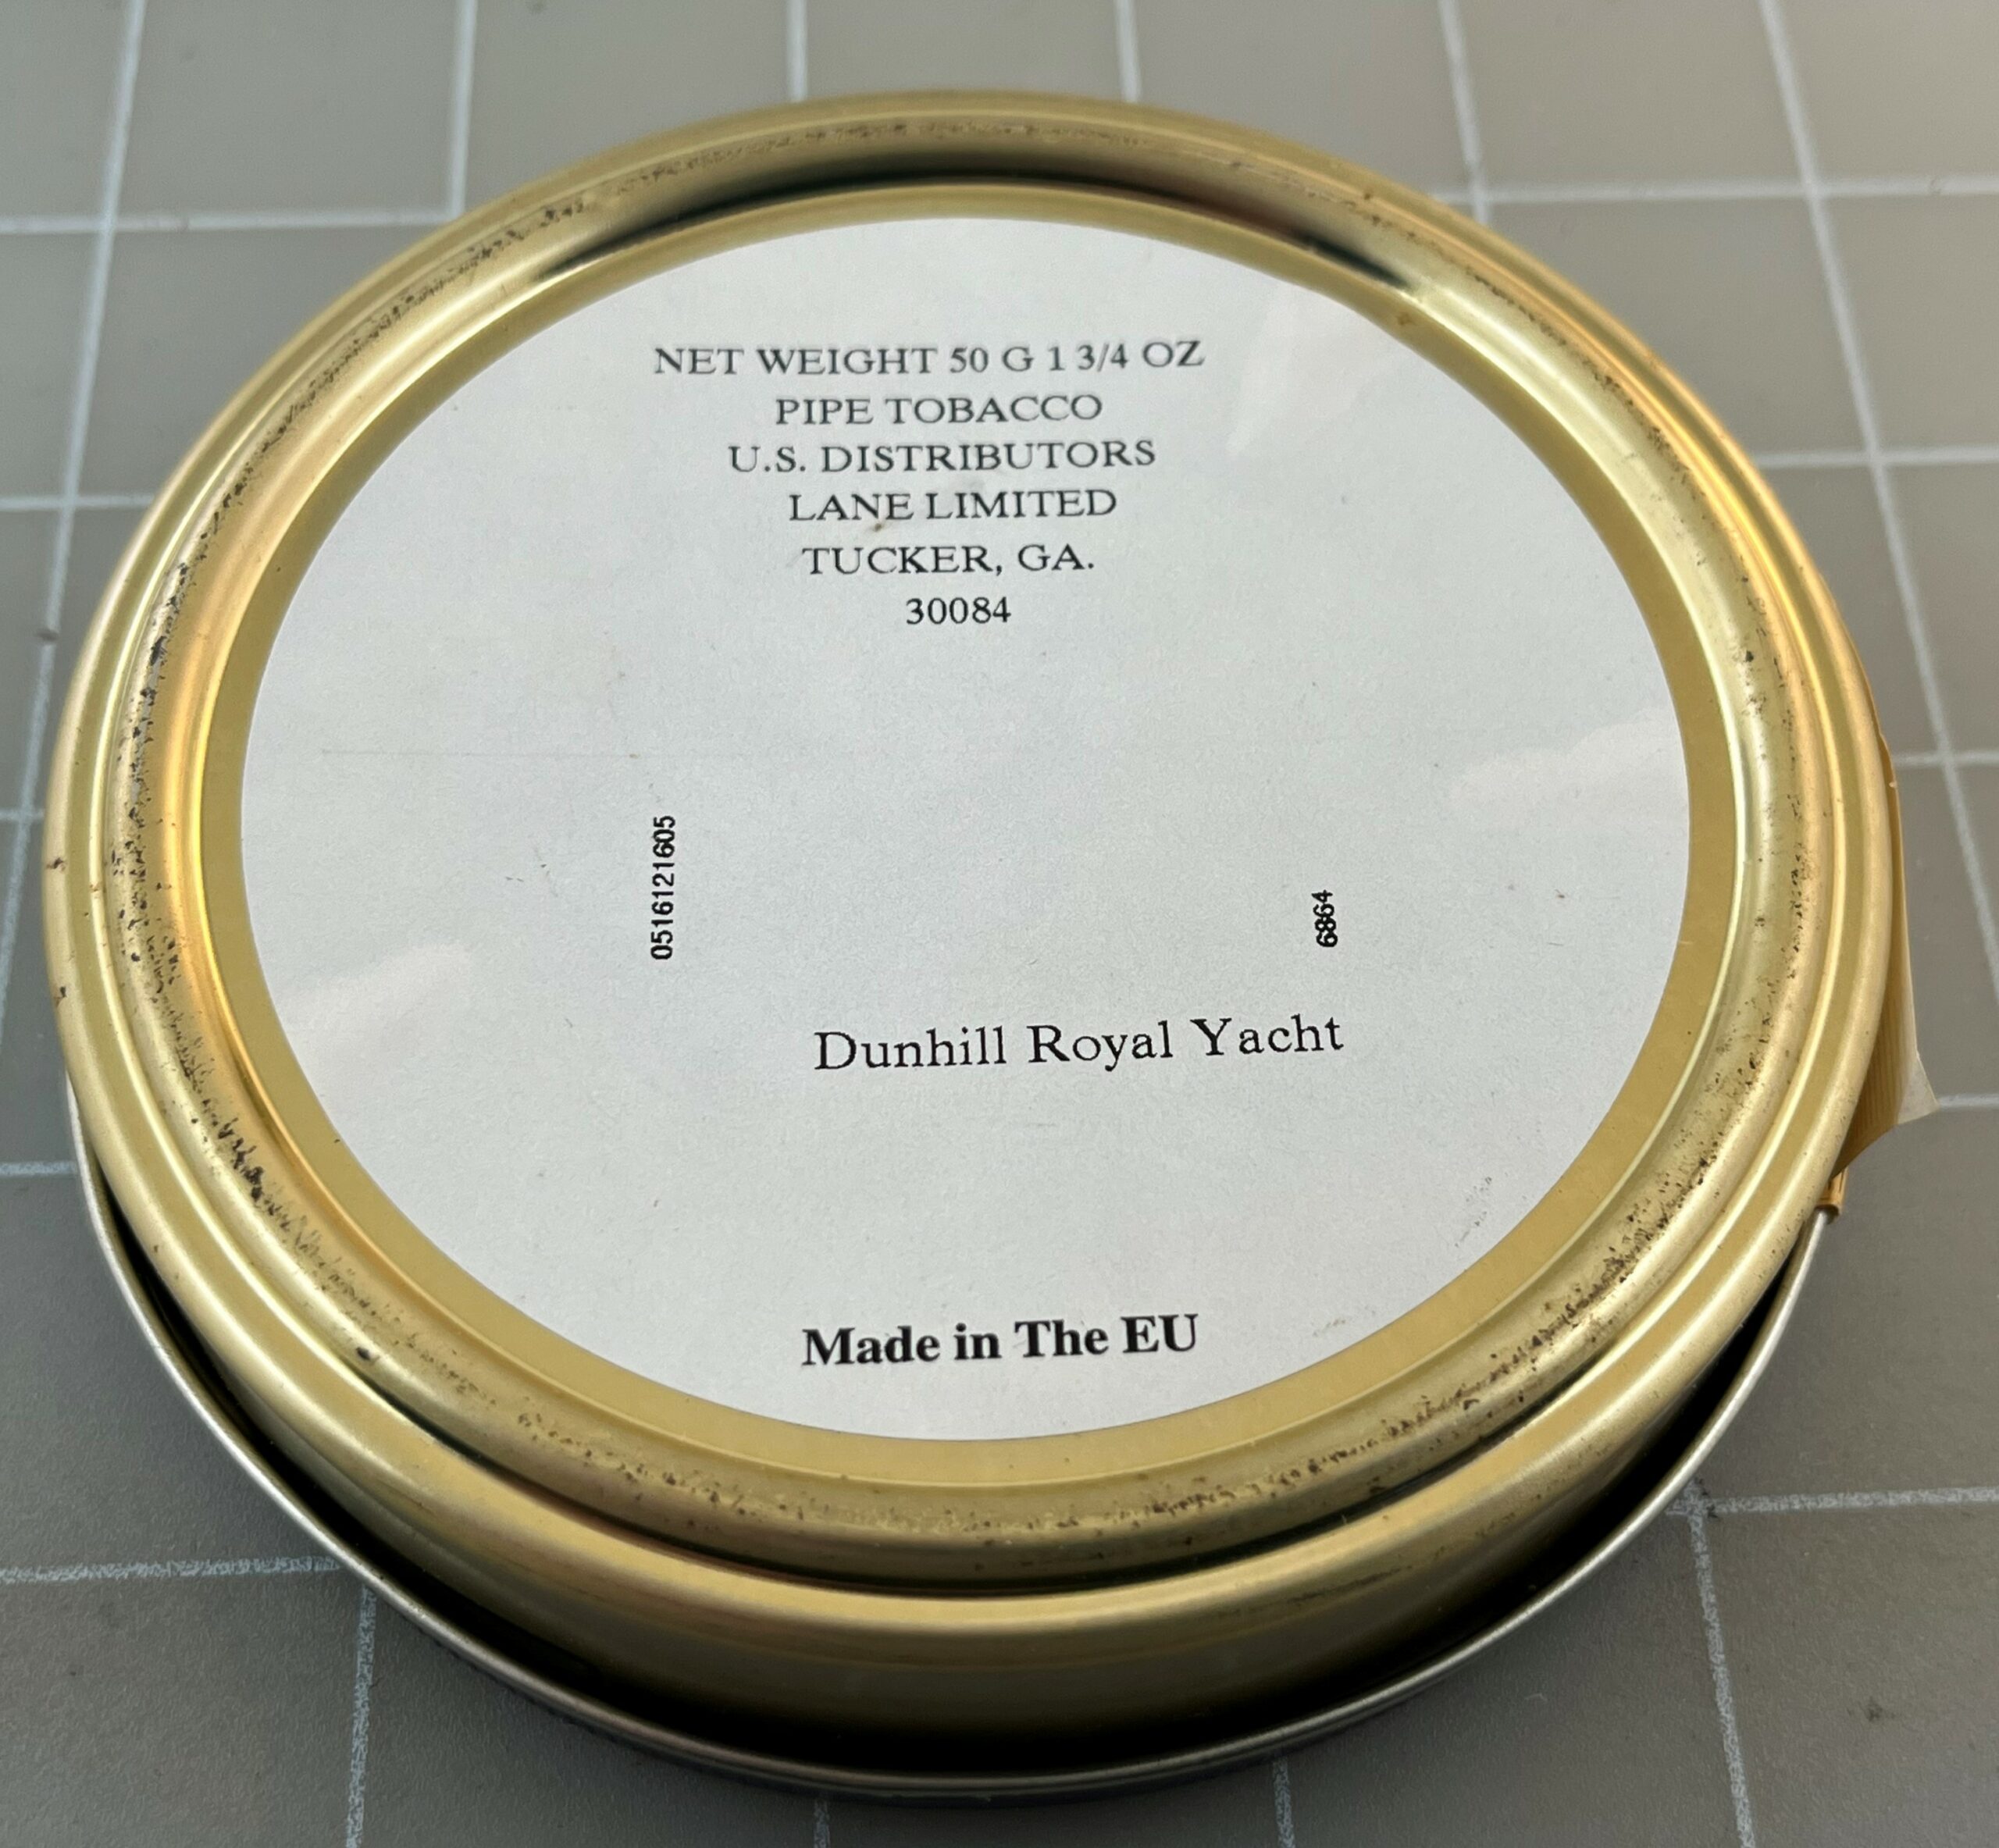 NET WEIGHT 50 G 1 3/4 OZ
PIPE TOBACCO
U.S. DISTRIBUTORS
LANE LIMITED
TUCKER, GA.
30084
0516121605
6864
Dunhill Royal Yacht
Made in The EU